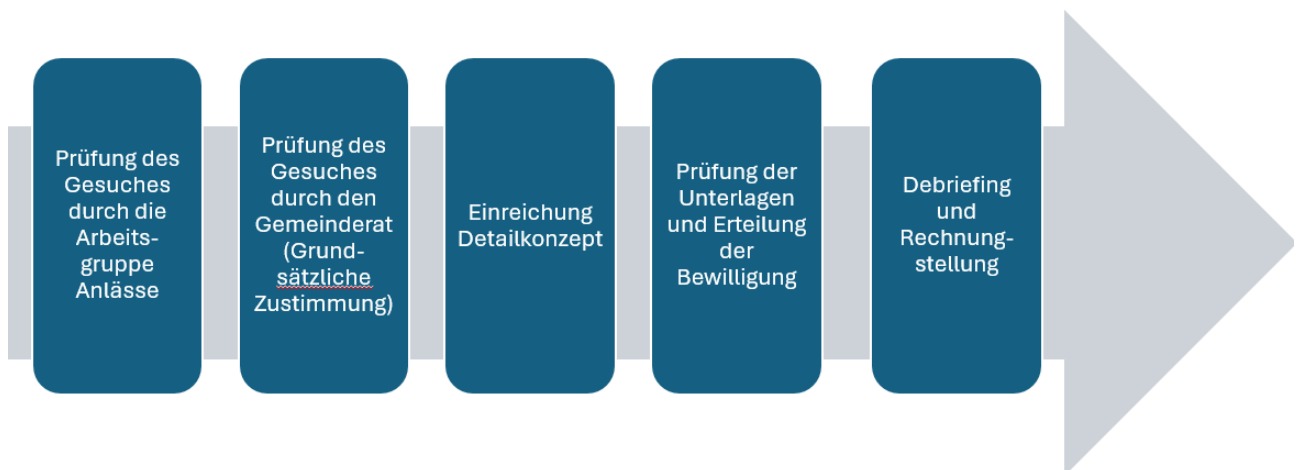 Prüfung des
Gesuches
durch die
Arbeits-
gruppe
Anlässe
Prüfung des
Gesuches
durch den
Gemeinderat
(Grund-
sätzliche
Zustimmung)
Einreichung
Detailkonzept
Prüfung der
Unterlagen
und Erteilung
der
Bewilligung
Debriefing
und
Rechnung-
stellung